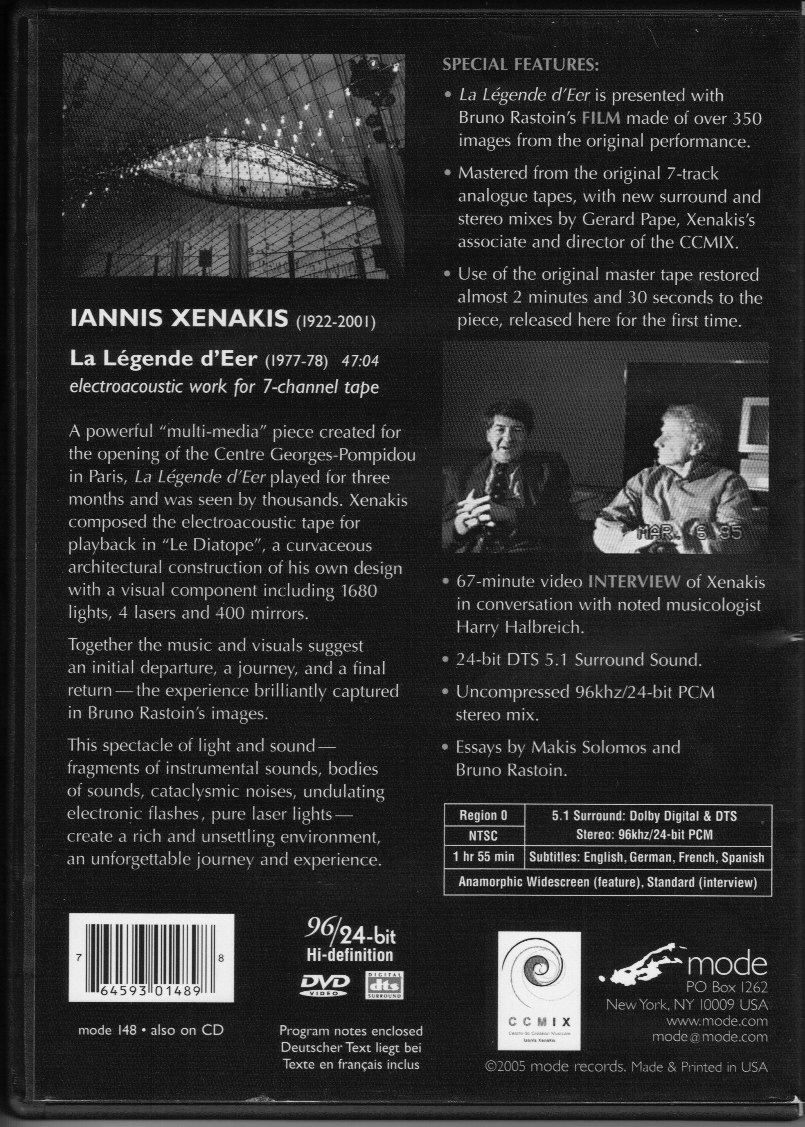 IANNIS XENAKIS (1922-2001)
La Légende d'Eer (1977-78) 47:04
electroacoustic work for 7-channel tape
A powerful “multi-media” piece created for
the opening of the Centre Georges-Pompidou
in Paris, La Légende d'Eer played for three
months and was seen by thousands. Xenakis
composed the electroacoustic tape for
playback in “Le Diatope”, a curvaceous
architectural construction of his own design
with a visual component including 1680
lights, 4 lasers and 400 mirrors.
Together the music and visuals suggest
an initial departure, a journey, and a final
return — the experience brilliantly captured
in Bruno Rastoin's images.
This spectacle of light and sound —
fragments of instrumental sounds, bodies
of sounds, cataclysmic noises, undulating
electronic flashes, pure laser lights —
create a rich and unsettling environment,
an unforgettable journey and experience.
SPECIAL FEATURES:
• La Légende d'Eer is presented with
Bruno Rastoin's FILM made of over 350
images from the original performance.
• Mastered from the original 7-track
analogue tapes, with new surround and
stereo mixes by Gerard Pape, Xenakis's
associate and director of the CCMIX.
• Use of the original master tape restored
almost 2 minutes and 30 seconds to the
piece, released here for the first time.
MAR. 6 95
• 67-minute video INTERVIEW of Xenakis
in conversation with noted musicologist
Harry Halbreich.
• 24-bit DTS 5.1 Surround Sound.
• Uncompressed 96khz/24-bit PCM
stereo mix.
• Essays by Makis Solomos and
Bruno Rastoin.
Region 0
NTSC
5.1 Surround: Dolby Digital & DTS
Stereo: 96khz/24-bit PCM
1 hr 55 min
Subtitles: English, German, French, Spanish
Anamorphic Widescreen (feature), Standard (interview)
7 64593 01489 8
mode 148 • also on CD
96/24-bit
Hi-definition
DVD
VIDEO
DIGITAL
dts
SURROUND
Program notes enclosed
Deutscher Text liegt bei
Texte en français inclus
CCMIX
Iannis Xenakis
mode
PO Box 1262
New York, NY 10009 USA
www.mode.com
mode@mode.com
©2005 mode records. Made & Printed in USA